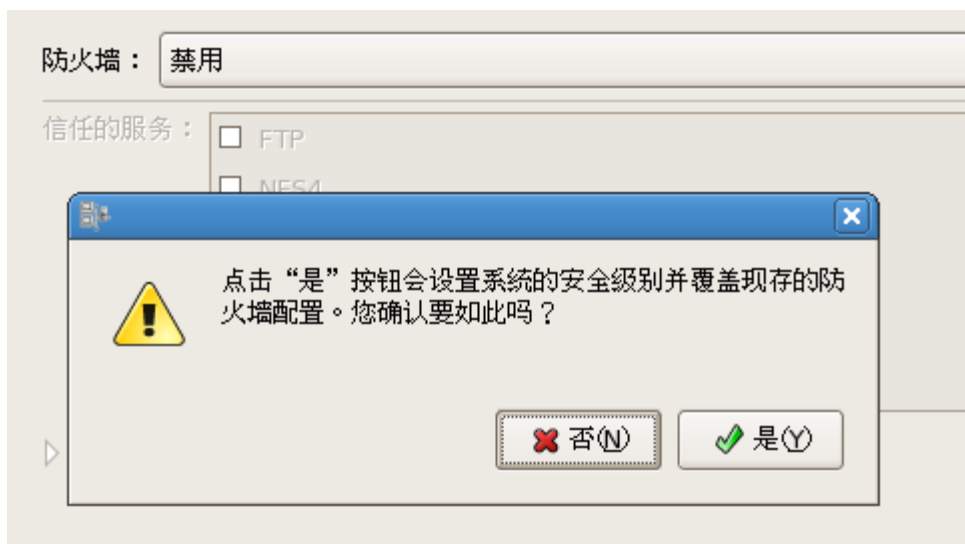 防火墙：禁用
信任的服务：
FTP
NFS4
点击“是”按钮会设置系统的安全级别并覆盖现存的防
火墙配置。您确认要如此吗？
否(N) 是(Y)